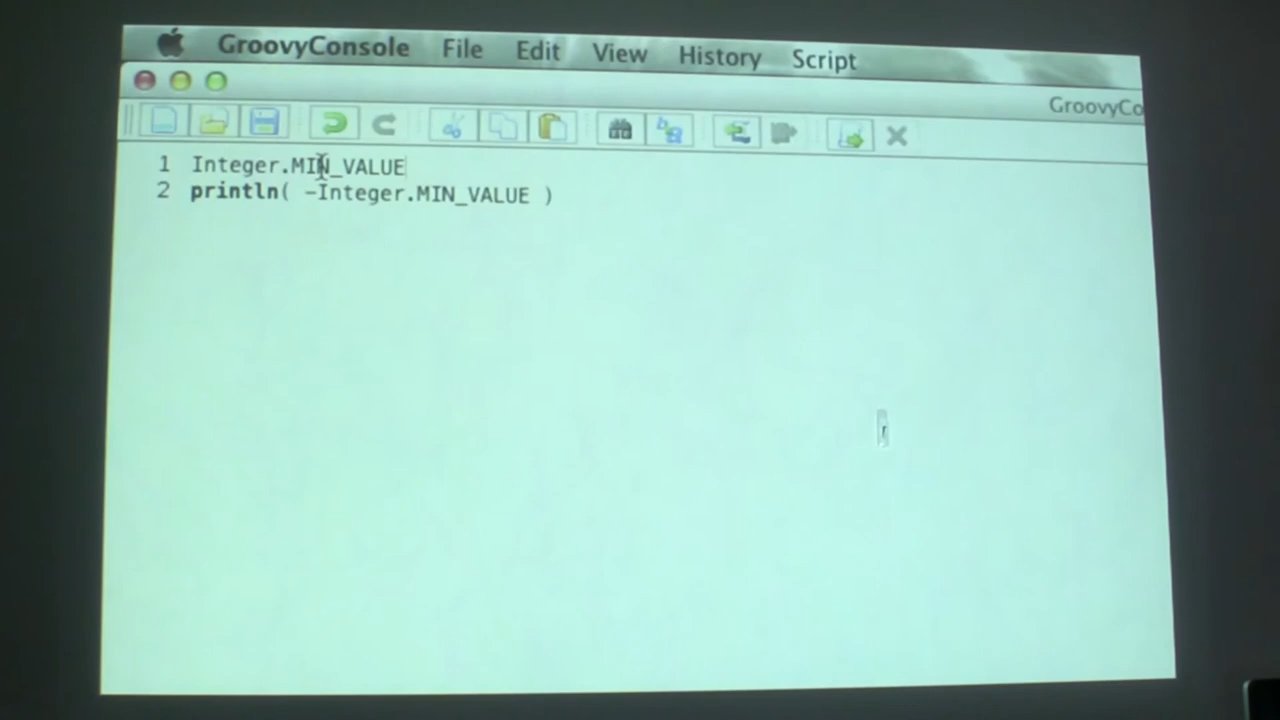 GroovyConsole File Edit View History Script
GroovyCo
1 Integer.MIN_VALUE
2 println( -Integer.MIN_VALUE )